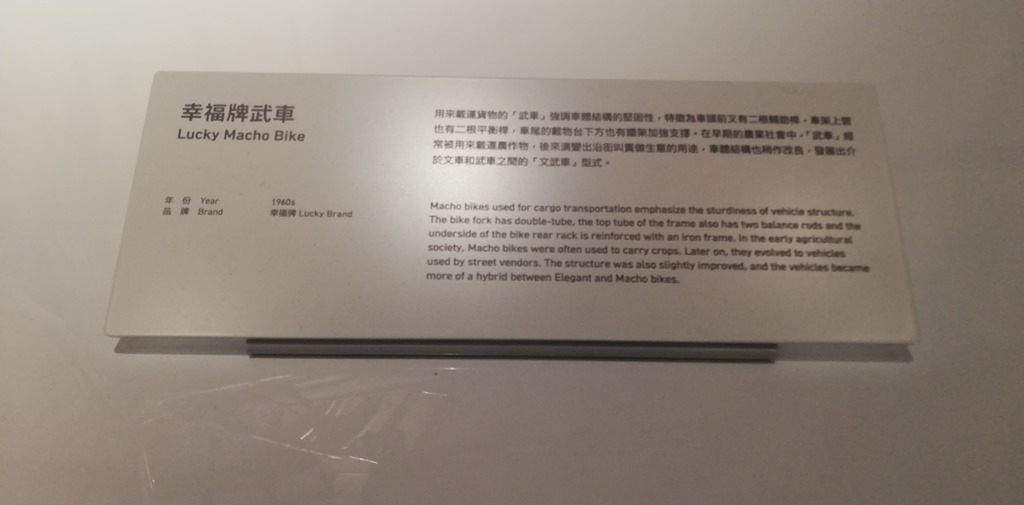 幸福牌武車
Lucky Macho Bike
年 份 Year 1960s
品 牌 Brand 幸福牌 Lucky Brand
用來載運貨物的「武車」強調車體結構的堅固性，特徵為車頭前叉有二根輔助桿，車架上管
也有二根平衡桿，車尾的載物台下方也有鐵架加強支撐。在早期的農業社會中，「武車」經
常被用來載運農作物，後來演變出沿街叫賣做生意的用途，車體結構也稍作改良，發展出介
於文車和武車之間的「文武車」型式。
Macho bikes used for cargo transportation emphasize the sturdiness of vehicle structure.
The bike fork has double-tube, the top tube of the frame also has two balance rods and the
underside of the bike rear rack is reinforced with an iron frame. In the early agricultural
society, Macho bikes were often used to carry crops. Later on, they evolved to vehicles
used by street vendors. The structure was also slightly improved, and the vehicles became
more of a hybrid between Elegant and Macho bikes.